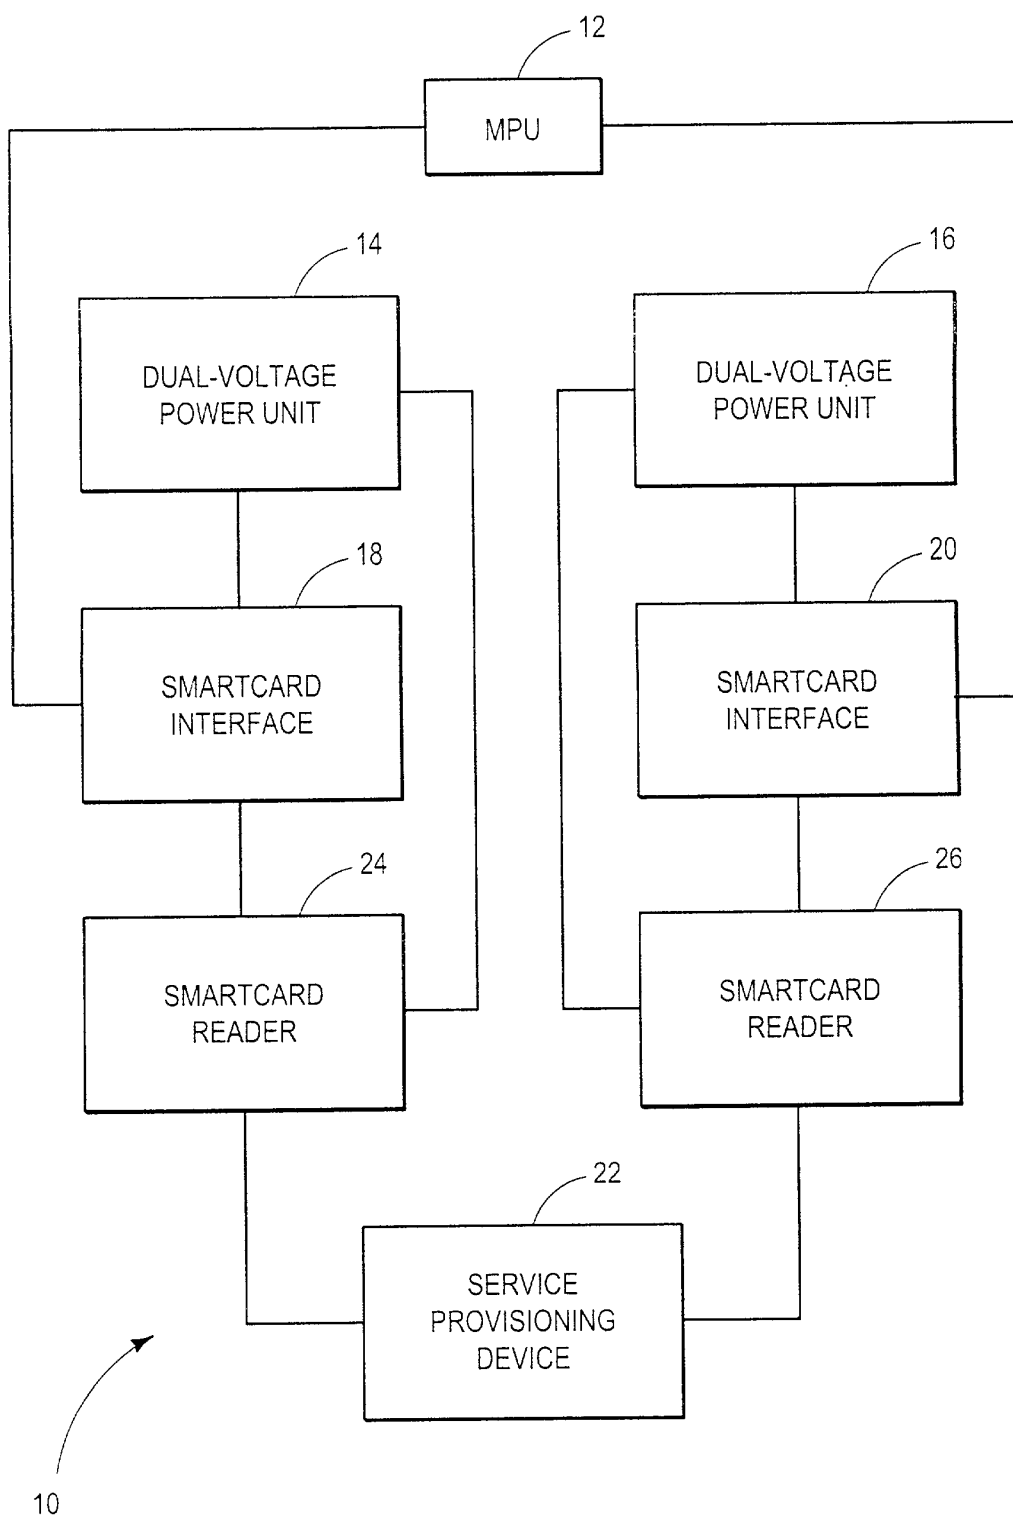 12
MPU
14
16
DUAL-VOLTAGE
POWER UNIT
DUAL-VOLTAGE
POWER UNIT
18
20
SMARTCARD
INTERFACE
SMARTCARD
INTERFACE
24
26
SMARTCARD
READER
SMARTCARD
READER
22
SERVICE
PROVISIONING
DEVICE
10